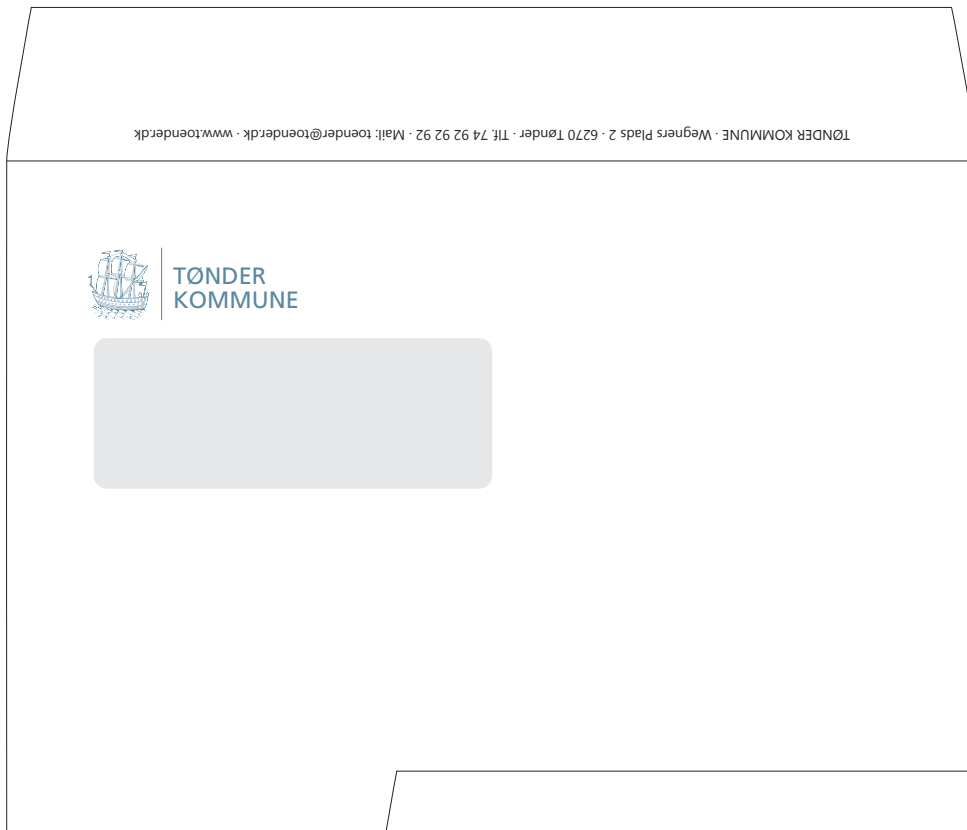 TØNDER KOMMUNE · Wegners Plads 2 · 6270 Tønder · Tlf. 74 92 92 92 · Mail: toender@toender.dk · www.toender.dk
TØNDER
KOMMUNE